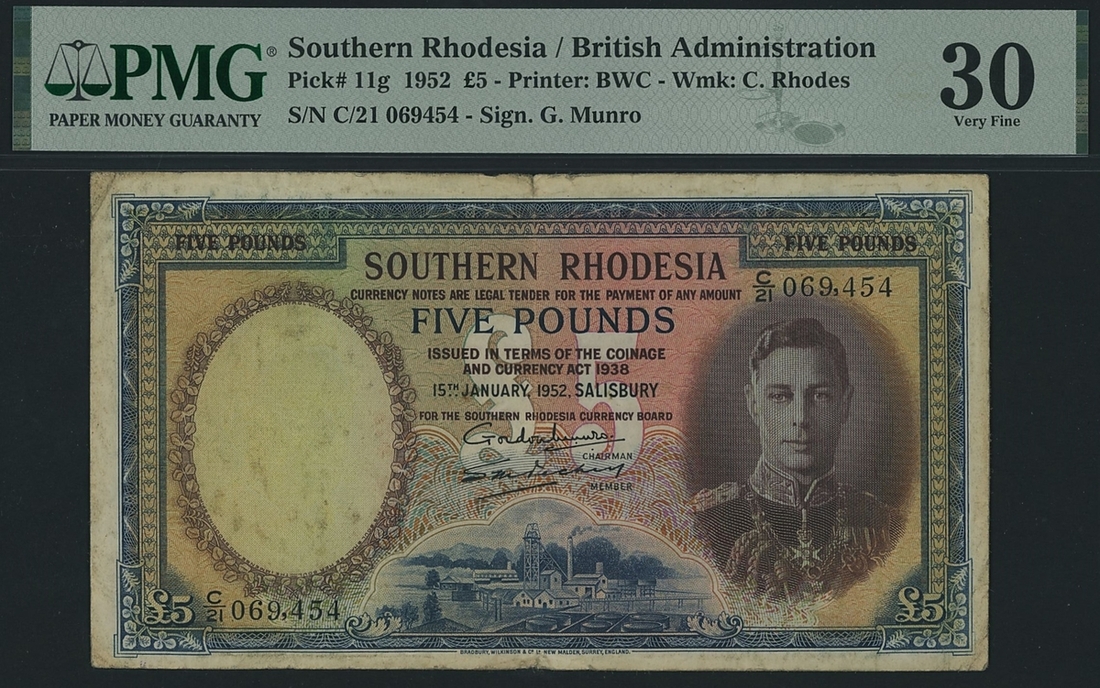 PMG®
PAPER MONEY GUARANTY
Southern Rhodesia / British Administration
Pick# 11g 1952 £5 - Printer: BWC - Wmk: C. Rhodes
S/N C/21 069454 - Sign. G. Munro
30
Very Fine
FIVE POUNDS
FIVE POUNDS
SOUTHERN RHODESIA
CURRENCY NOTES ARE LEGAL TENDER FOR THE PAYMENT OF ANY AMOUNT
C/21 069,454
FIVE POUNDS
£5
ISSUED IN TERMS OF THE COINAGE
AND CURRENCY ACT 1938
15TH JANUARY, 1952, SALISBURY
FOR THE SOUTHERN RHODESIA CURRENCY BOARD
CHAIRMAN
MEMBER
£5 C/21 069,454
£5
BRADBURY, WILKINSON & Co Ld NEW MALDEN, SURREY, ENGLAND.